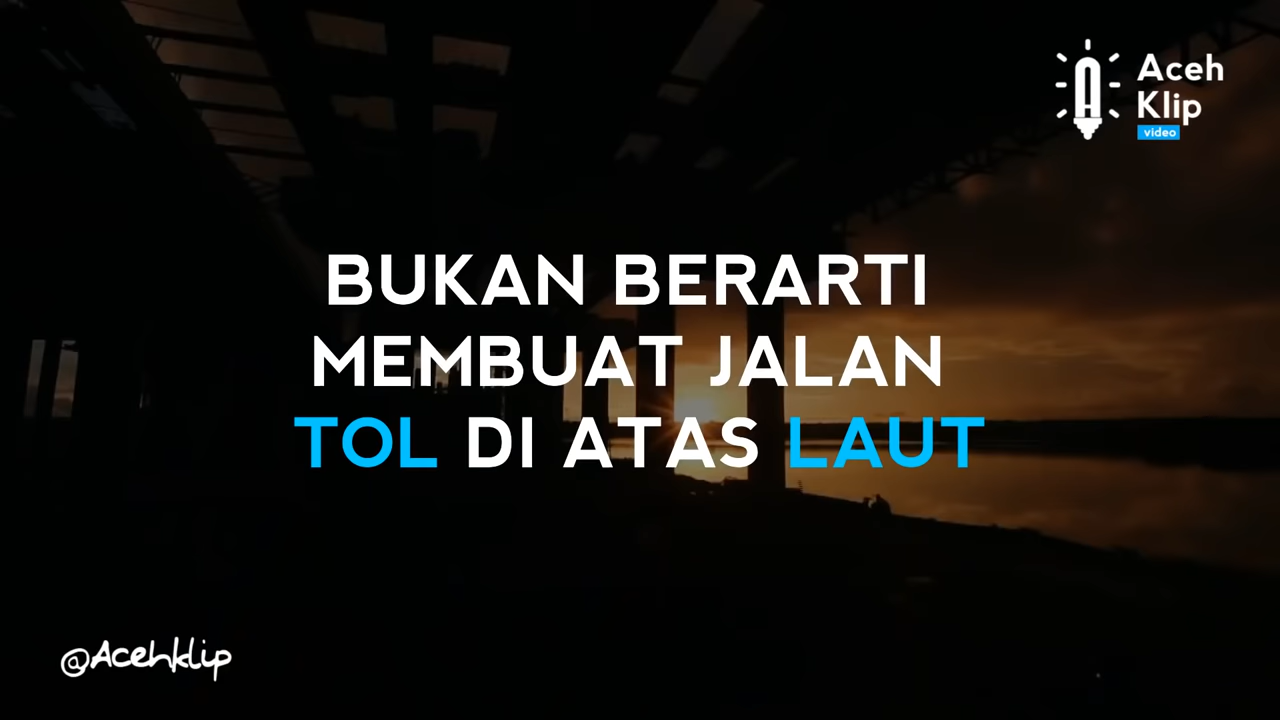 Aceh
Klip
video
BUKAN BERARTI
MEMBUAT JALAN
TOL DI ATAS LAUT
@Acehklip